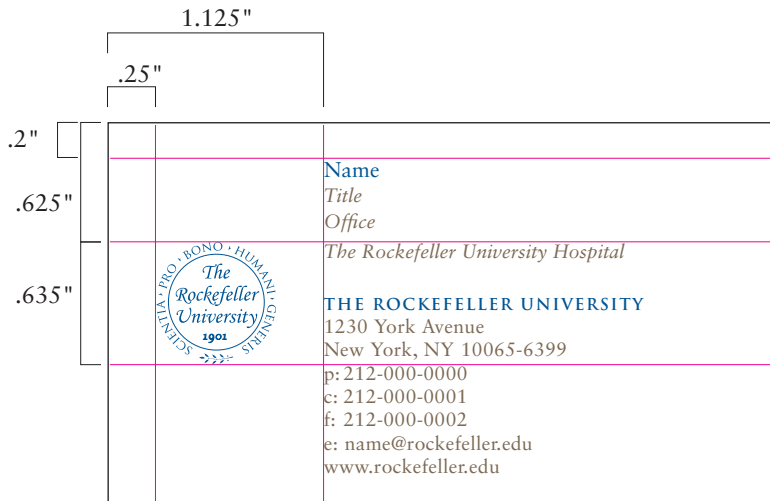 1.125"
.25"
.2"
.625"
.635"
Name
Title
Office
The Rockefeller University Hospital
SCIENTIA · PRO · BONO · HUMANI · GENERIS
The
Rockefeller
University
1901
THE ROCKEFELLER UNIVERSITY
1230 York Avenue
New York, NY 10065-6399
p: 212-000-0000
c: 212-000-0001
f: 212-000-0002
e: name@rockefeller.edu
www.rockefeller.edu